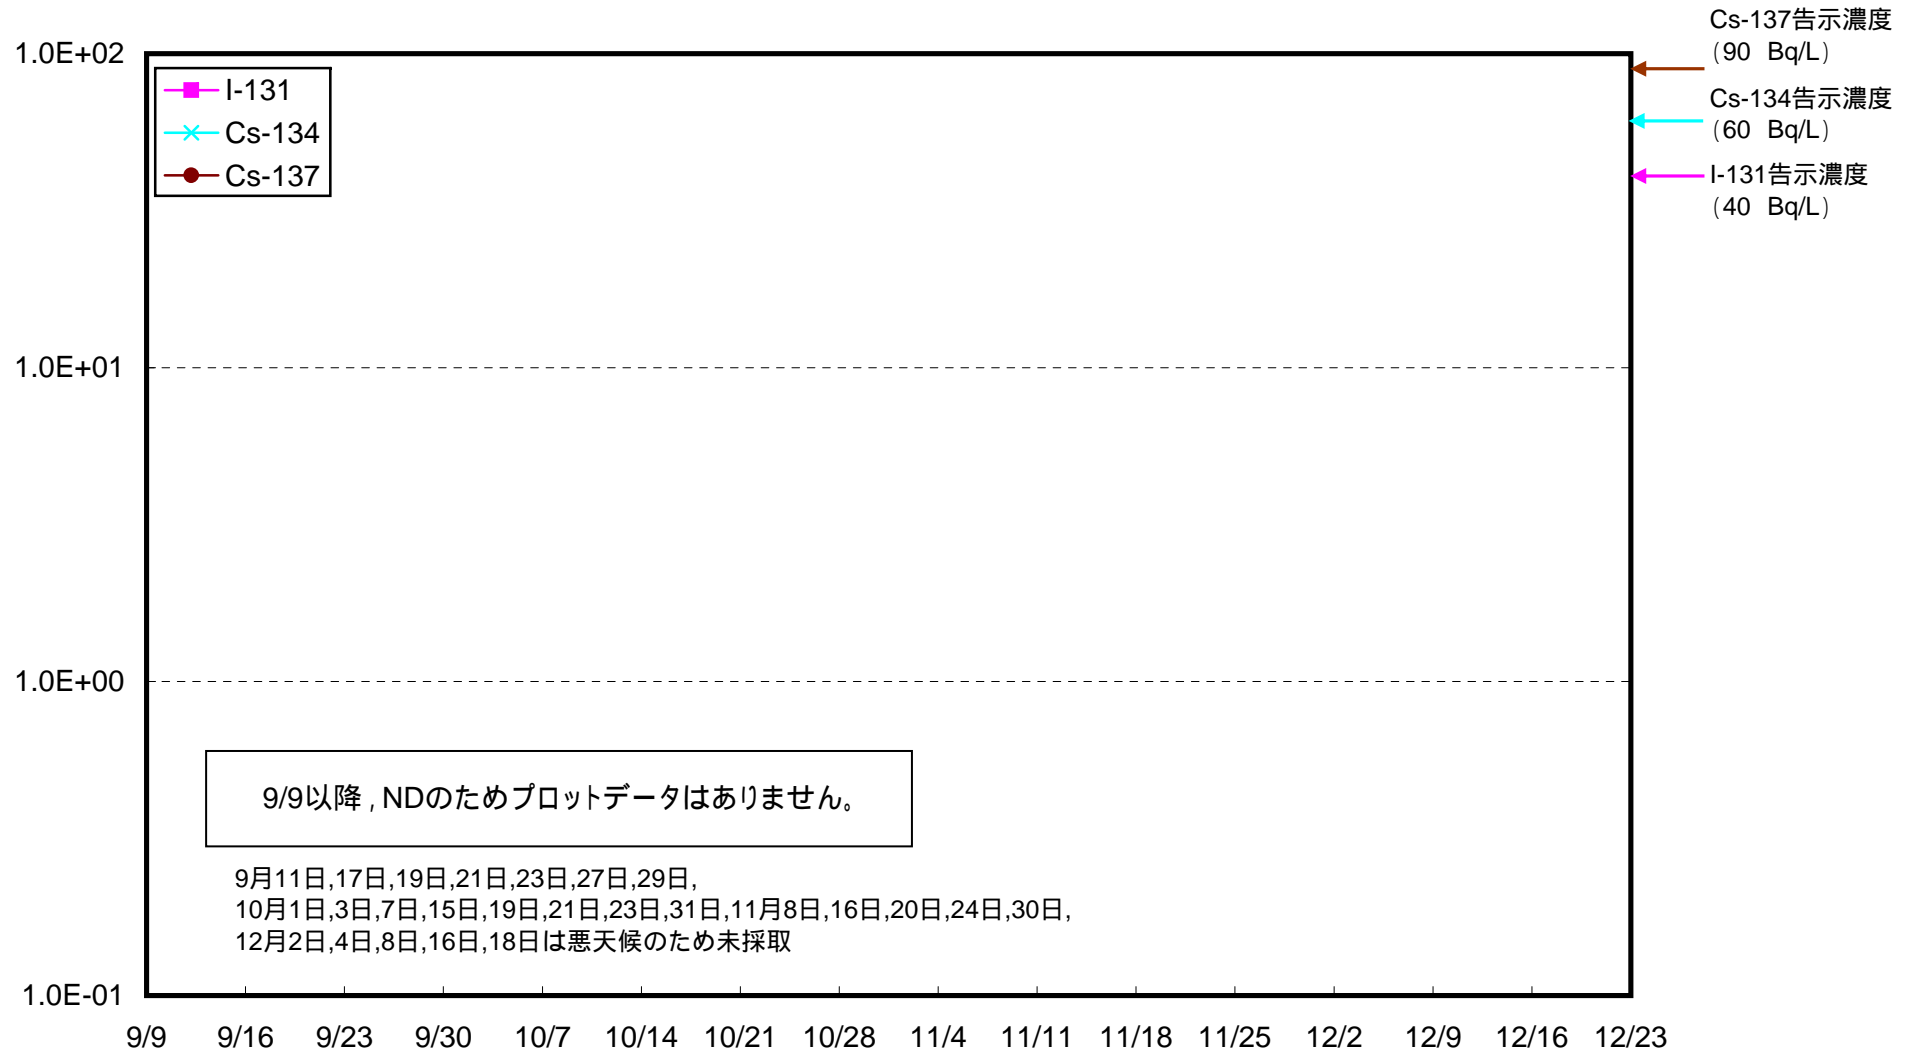 Cs-137告示濃度
(90 Bq/L)
Cs-134告示濃度
(60 Bq/L)
I-131告示濃度
(40 Bq/L)
1.0E+02
1.0E+01
1.0E+00
1.0E-01
I-131
Cs-134
Cs-137
9/9以降,NDのためプロットデータはありません。
9月11日,17日,19日,21日,23日,27日,29日,
10月1日,3日,7日,15日,19日,21日,23日,31日,11月8日,16日,20日,24日,30日,
12月2日,4日,8日,16日,18日は悪天候のため未採取
9/9 9/16 9/23 9/30 10/7 10/14 10/21 10/28 11/4 11/11 11/18 11/25 12/2 12/9 12/16 12/23